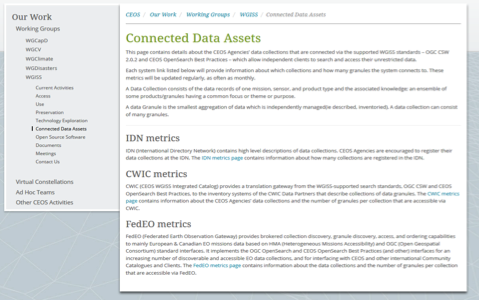 Our Work
Working Groups
WGCapD
WGCV
WGClimate
WGDisasters
WGISS
Current Activities
Access
Use
Preservation
Technology Exploration
Connected Data Assets
Open Source Software
Documents
Meetings
Contact Us
Virtual Constellations
Ad Hoc Teams
Other CEOS Activities
CEOS / Our Work / Working Groups / WGISS / Connected Data Assets
Connected Data Assets
This page contains details about the CEOS Agencies' data collections that are connected via the supported WGISS standards – OGC CSW
2.0.2 and CEOS OpenSearch Best Practices – which allow independent clients to search and access their unrestricted data.
Each system link listed below will provide information about which collections and how many granules the system connects to. These
metrics will be updated regularly, as often as monthly.
A Data Collection consists of the data records of one mission, sensor, and product type and the associated knowledge; an ensemble of
some products/granules having a common focus or theme or purpose.
A data Granule is the smallest aggregation of data which is independently managed(ie described, inventoried). A data collection can consist
of many granules.
IDN metrics
IDN (International Directory Network) contains high level descriptions of data collections. CEOS Agencies are encouraged to register their
data collections at the IDN. The IDN metrics page contains information about how many collections are registered in the IDN.
CWIC metrics
CWIC (CEOS WGISS Integrated Catalog) provides a translation gateway from the WGISS-supported search standards, OGC CSW and CEOS
OpenSearch Best Practices, to the inventory systems of the CWIC Data Partners that describe collections of data granules. The CWIC metrics
page contains information about the CEOS Agencies' data collections and the number of granules per collection that are accessible via
CWIC.
FedEO metrics
FedEO (Federated Earth Observation Gateway) provides brokered collection discovery, granule discovery, access, and ordering capabilities
to mainly European & Canadian EO missions data based on HMA (Heterogeneous Missions Accessibility) and OGC (Open Geospatial
Consortium) standard interfaces. It implements the OGC OpenSearch and CEOS OpenSearch Best Practices (and other) interfaces for an
increasing number of discoverable and accessible EO data collections, and for interfacing with CEOS and other international Community
Catalogues and Clients. The FedEO metrics page contains information about the data collections and the number of granules per collection
that are accessible via FedEO.